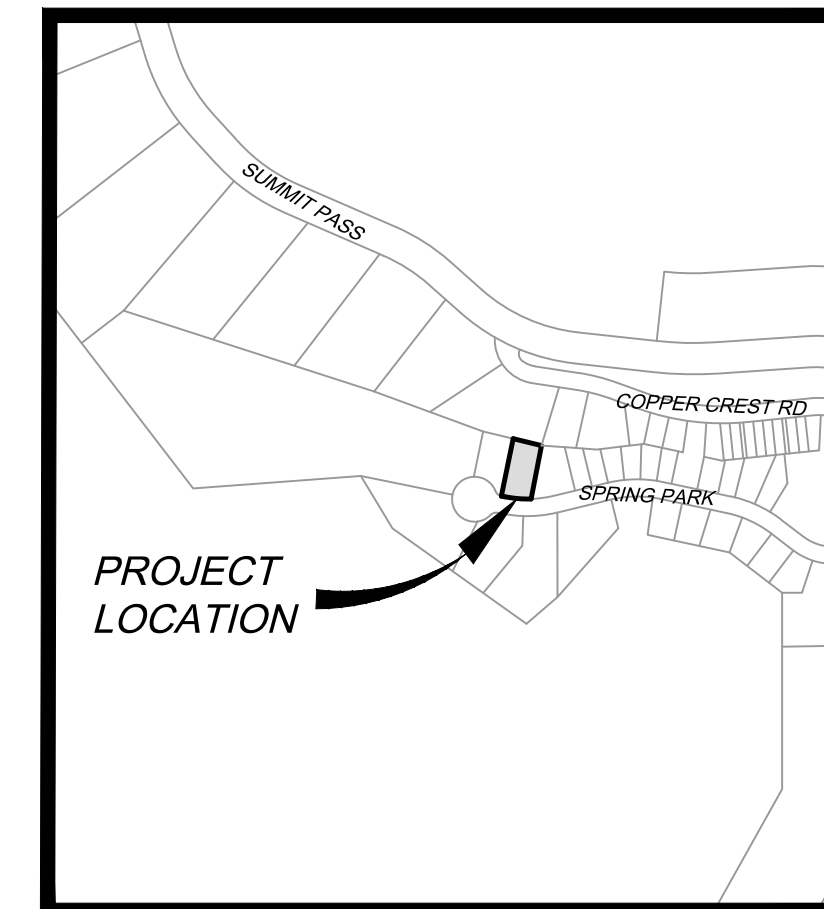 SUMMIT PASS
COPPER CREST RD
SPRING PARK
PROJECT
LOCATION